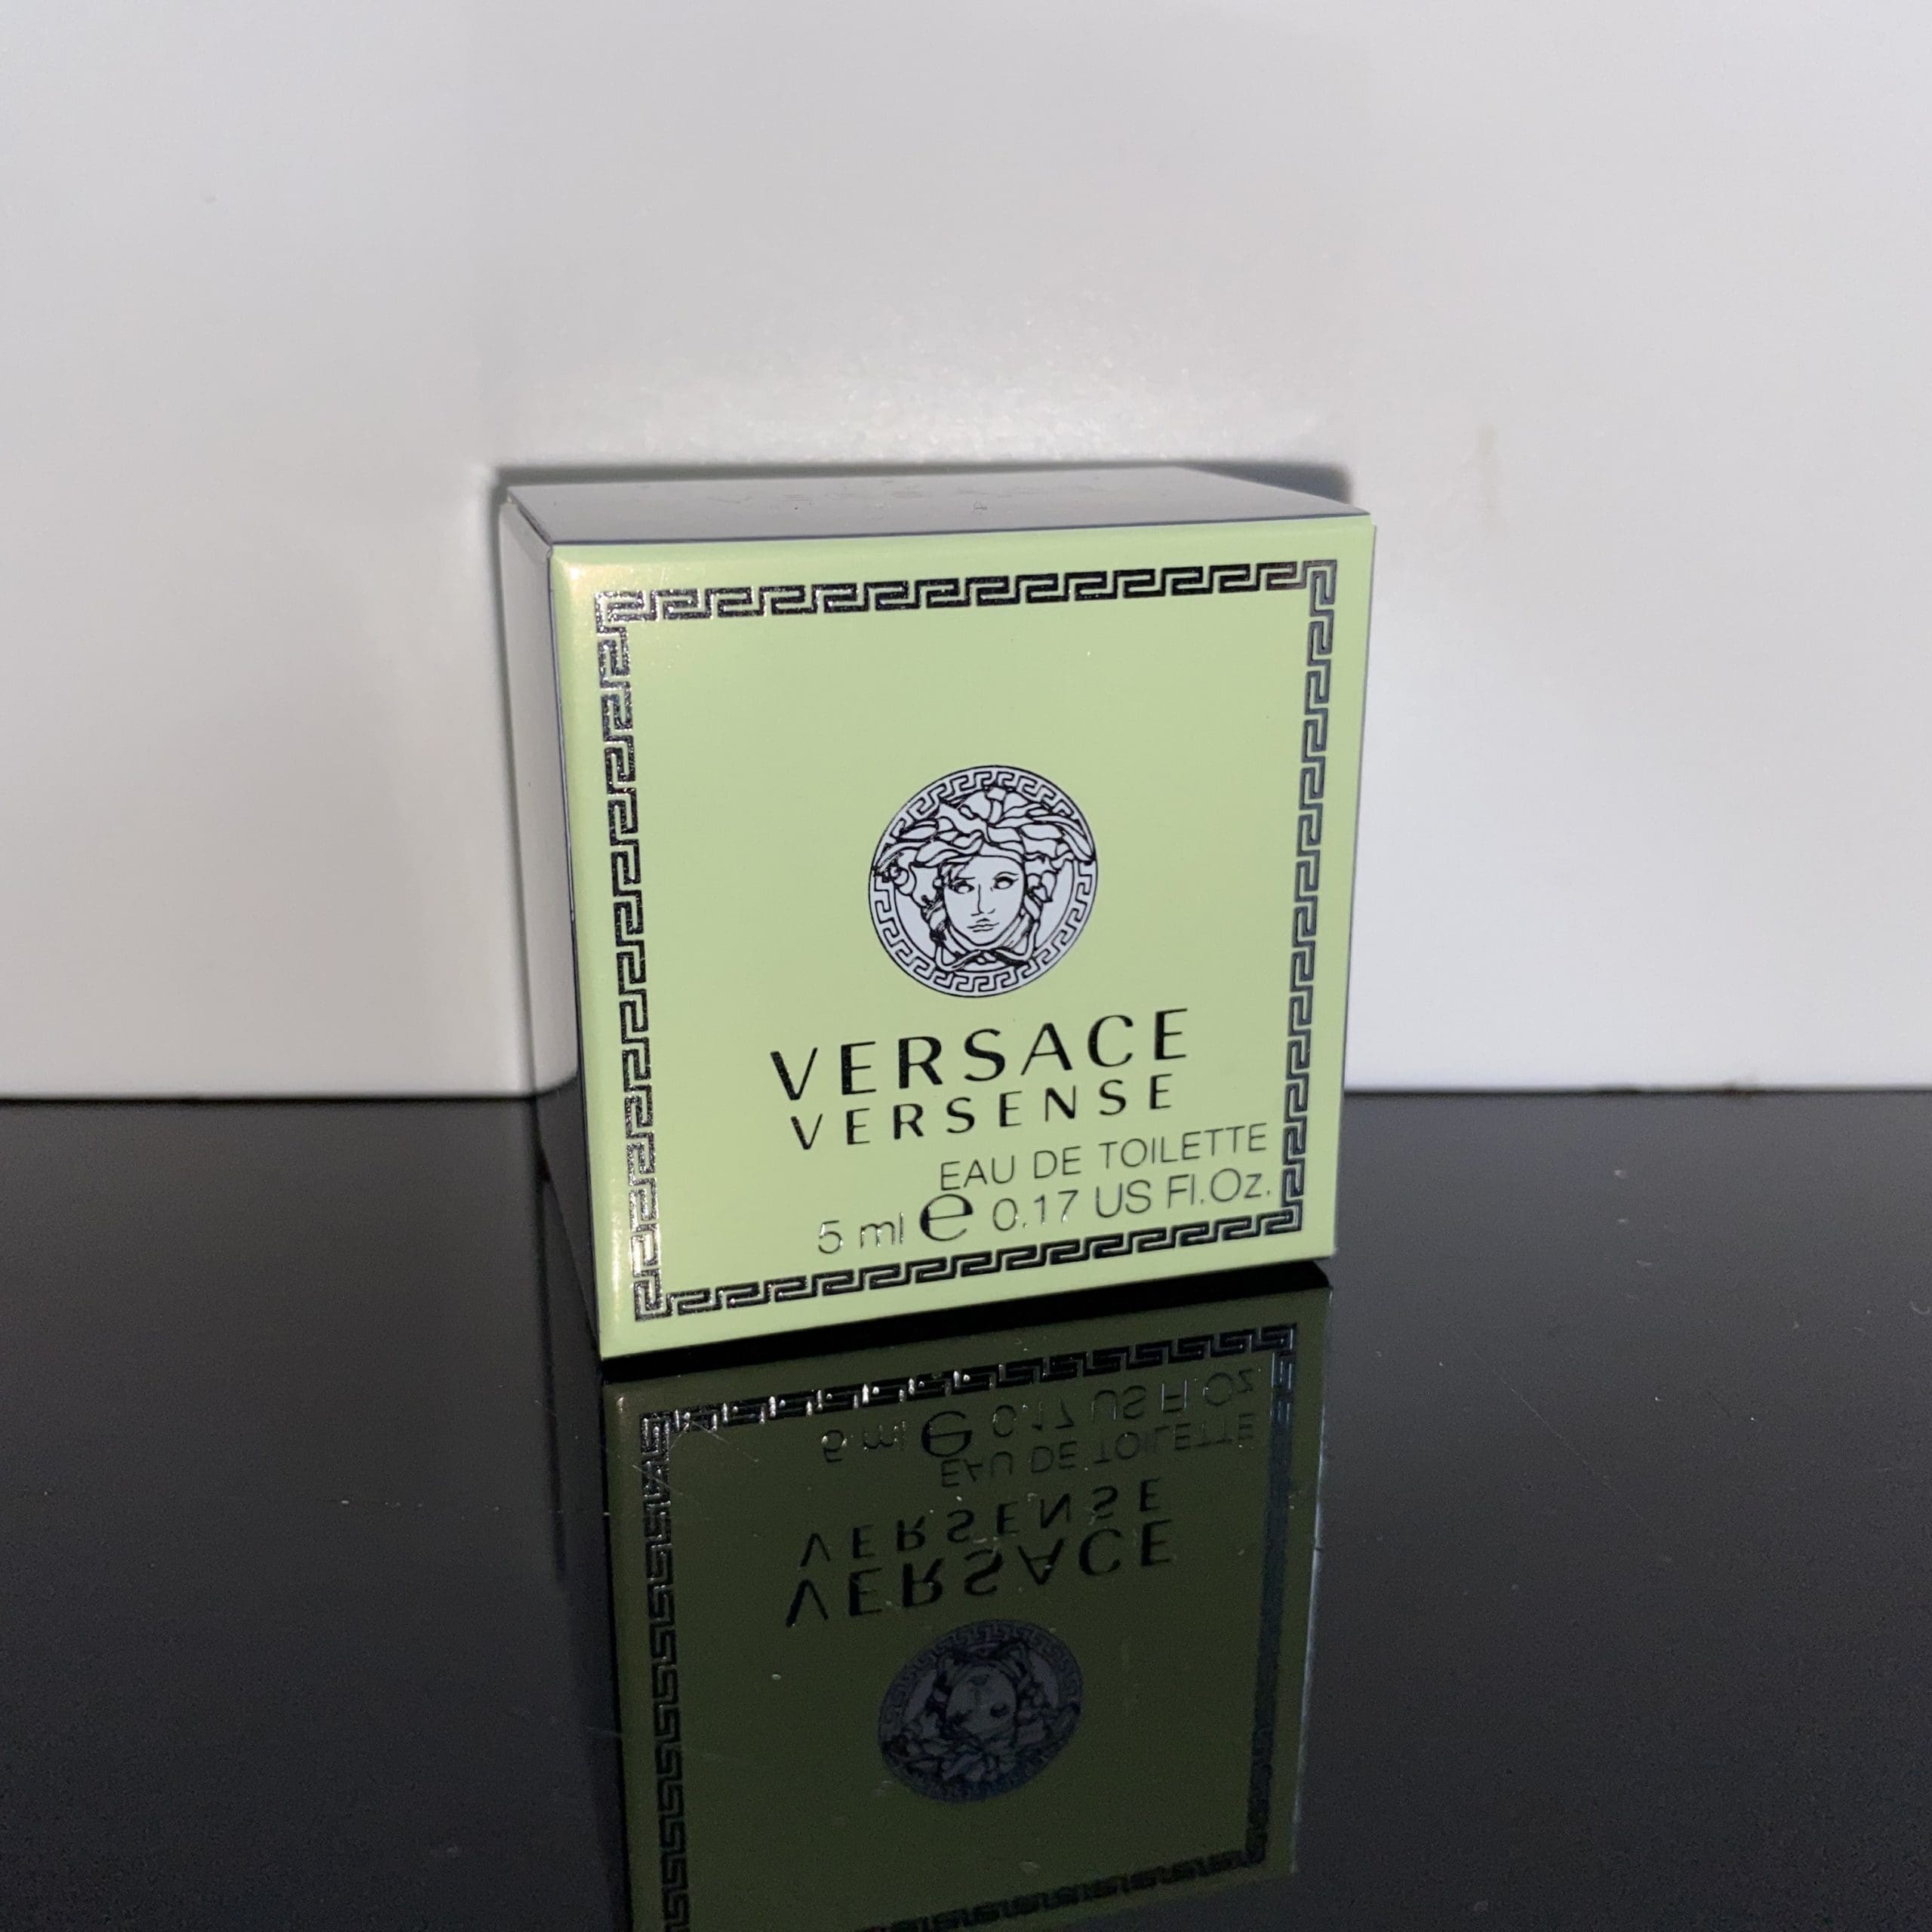 VERSACE
VERSENSE
EAU DE TOILETTE
5 ml e 0.17 US Fl.Oz.